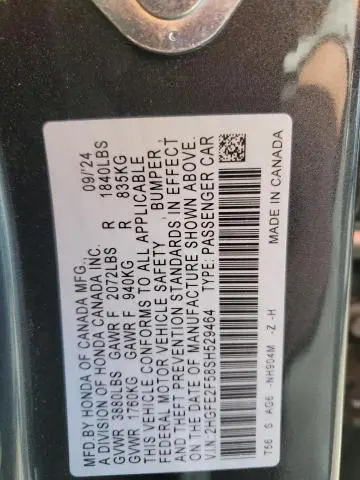 MFD.BY HONDA OF CANADA MFG., 09/'24
A DIVISION OF HONDA CANADA INC.
GVWR 3880LBS GAWR F 2072LBS R 1840LBS
GVWR 1760KG GAWR F 940KG R 835KG
THIS VEHICLE CONFORMS TO ALL APPLICABLE
FEDERAL MOTOR VEHICLE SAFETY, BUMPER,
AND THEFT PREVENTION STANDARDS IN EFFECT
ON THE DATE OF MANUFACTURE SHOWN ABOVE.
V.I.N 2HGFE2F58SH529464 TYPE: PASSENGER CAR
T56 S AG6 -NH904M -Z -H MADE IN CANADA